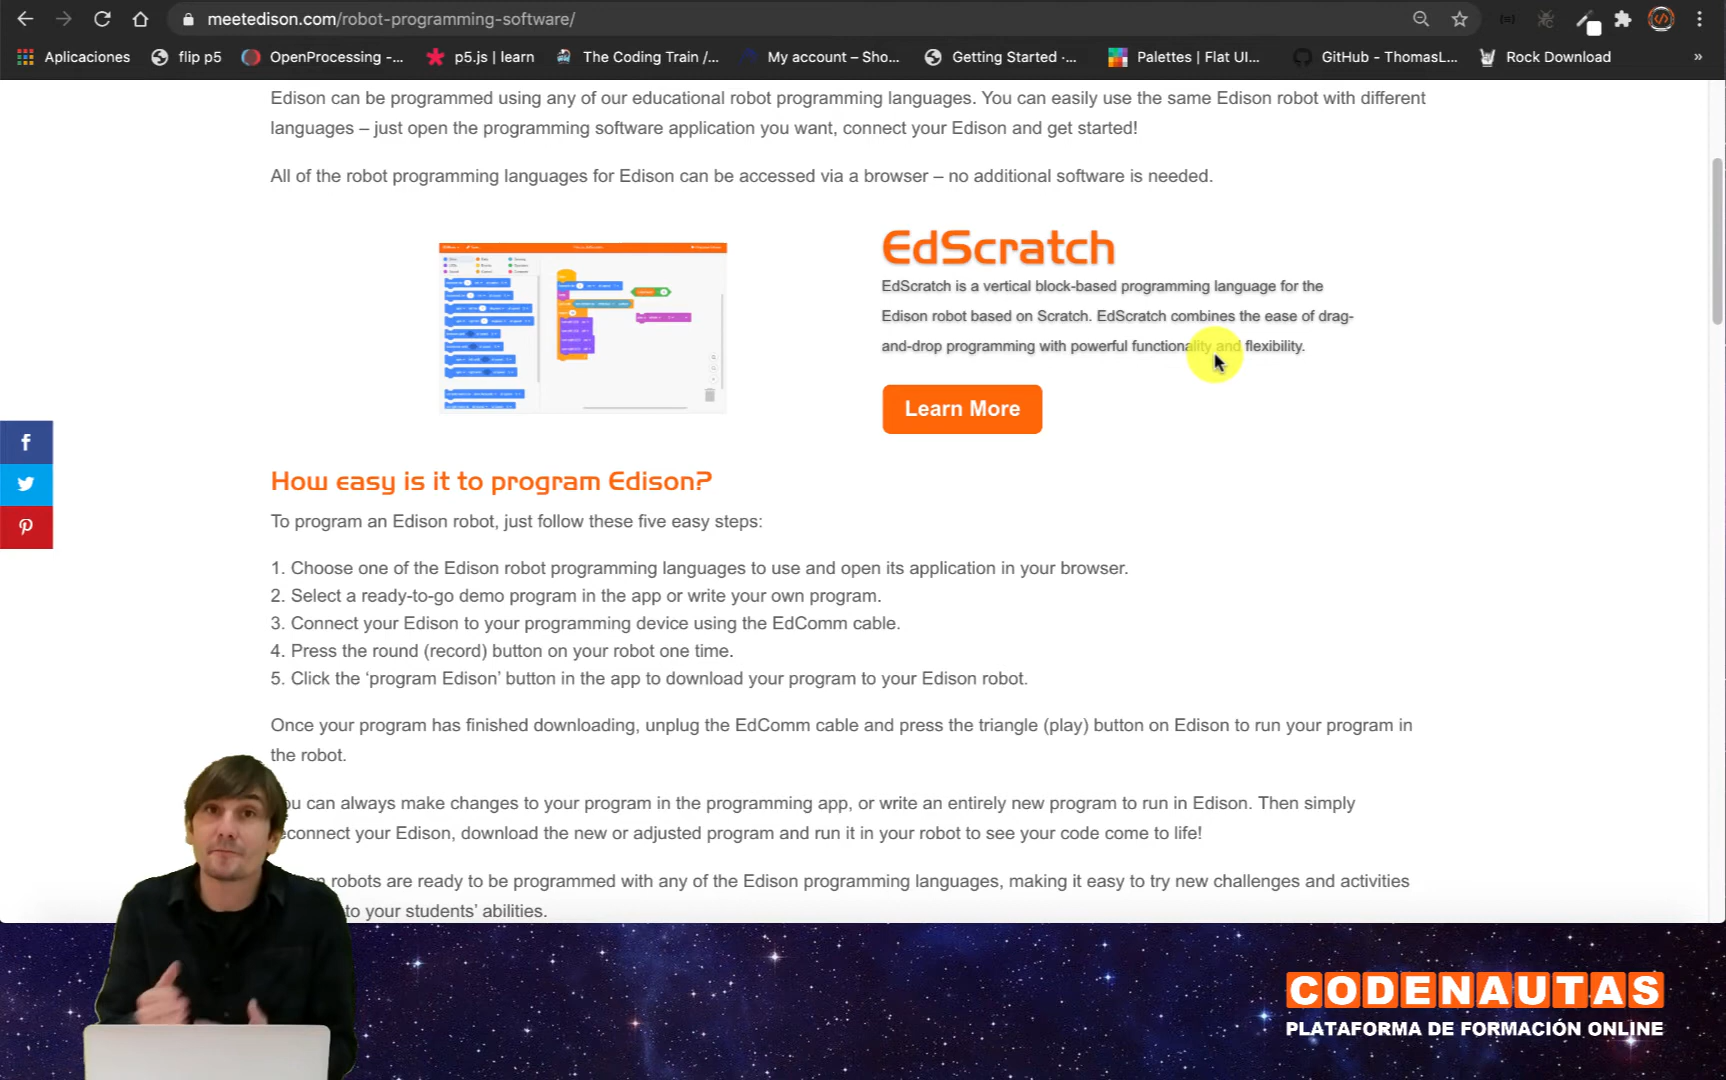 meetedison.com/robot-programming-software/
Aplicaciones flip p5 OpenProcessing -... p5.js | learn The Coding Train /... My account – Sho... Getting Started -... Palettes | Flat UI... GitHub - ThomasL... Rock Download »
Edison can be programmed using any of our educational robot programming languages. You can easily use the same Edison robot with different
languages – just open the programming software application you want, connect your Edison and get started!
All of the robot programming languages for Edison can be accessed via a browser – no additional software is needed.
EdScratch
EdScratch is a vertical block-based programming language for the
Edison robot based on Scratch. EdScratch combines the ease of drag-
and-drop programming with powerful functionality and flexibility.
Learn More
How easy is it to program Edison?
To program an Edison robot, just follow these five easy steps:
1. Choose one of the Edison robot programming languages to use and open its application in your browser.
2. Select a ready-to-go demo program in the app or write your own program.
3. Connect your Edison to your programming device using the EdComm cable.
4. Press the round (record) button on your robot one time.
5. Click the ‘program Edison’ button in the app to download your program to your Edison robot.
Once your program has finished downloading, unplug the EdComm cable and press the triangle (play) button on Edison to run your program in
the robot.
ou can always make changes to your program in the programming app, or write an entirely new program to run in Edison. Then simply
econnect your Edison, download the new or adjusted program and run it in your robot to see your code come to life!
on robots are ready to be programmed with any of the Edison programming languages, making it easy to try new challenges and activities
to your students’ abilities.
CODENAUTAS
PLATAFORMA DE FORMACIÓN ONLINE